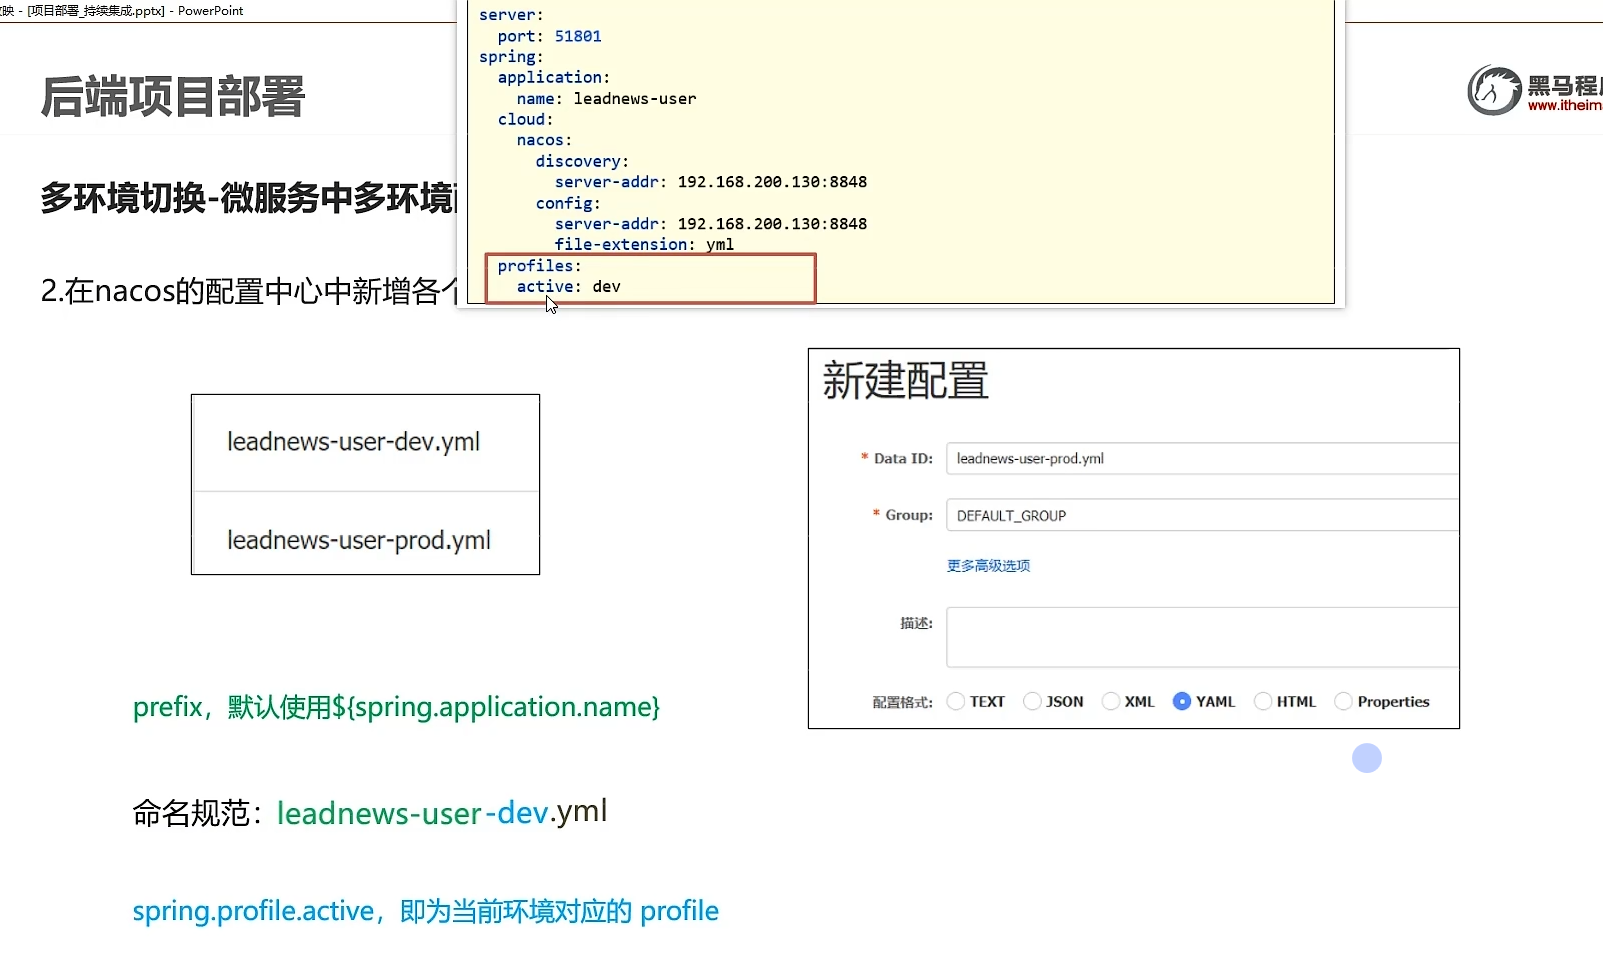 映 - [项目部署_持续集成.pptx] - PowerPoint
server:
port: 51801
spring:
application:
name: leadnews-user
cloud:
nacos:
discovery:
server-addr: 192.168.200.130:8848
config:
server-addr: 192.168.200.130:8848
file-extension: yml
profiles:
active: dev
后端项目部署
黑马程
www.itheim
多环境切换-微服务中多环境
2.在nacos的配置中心中新增各个
leadnews-user-dev.yml
leadnews-user-prod.yml
新建配置
* Data ID: leadnews-user-prod.yml
* Group: DEFAULT_GROUP
更多高级选项
描述:
配置格式: TEXT JSON XML YAML HTML Properties
prefix，默认使用${spring.application.name}
命名规范：leadnews-user-dev.yml
spring.profile.active，即为当前环境对应的 profile